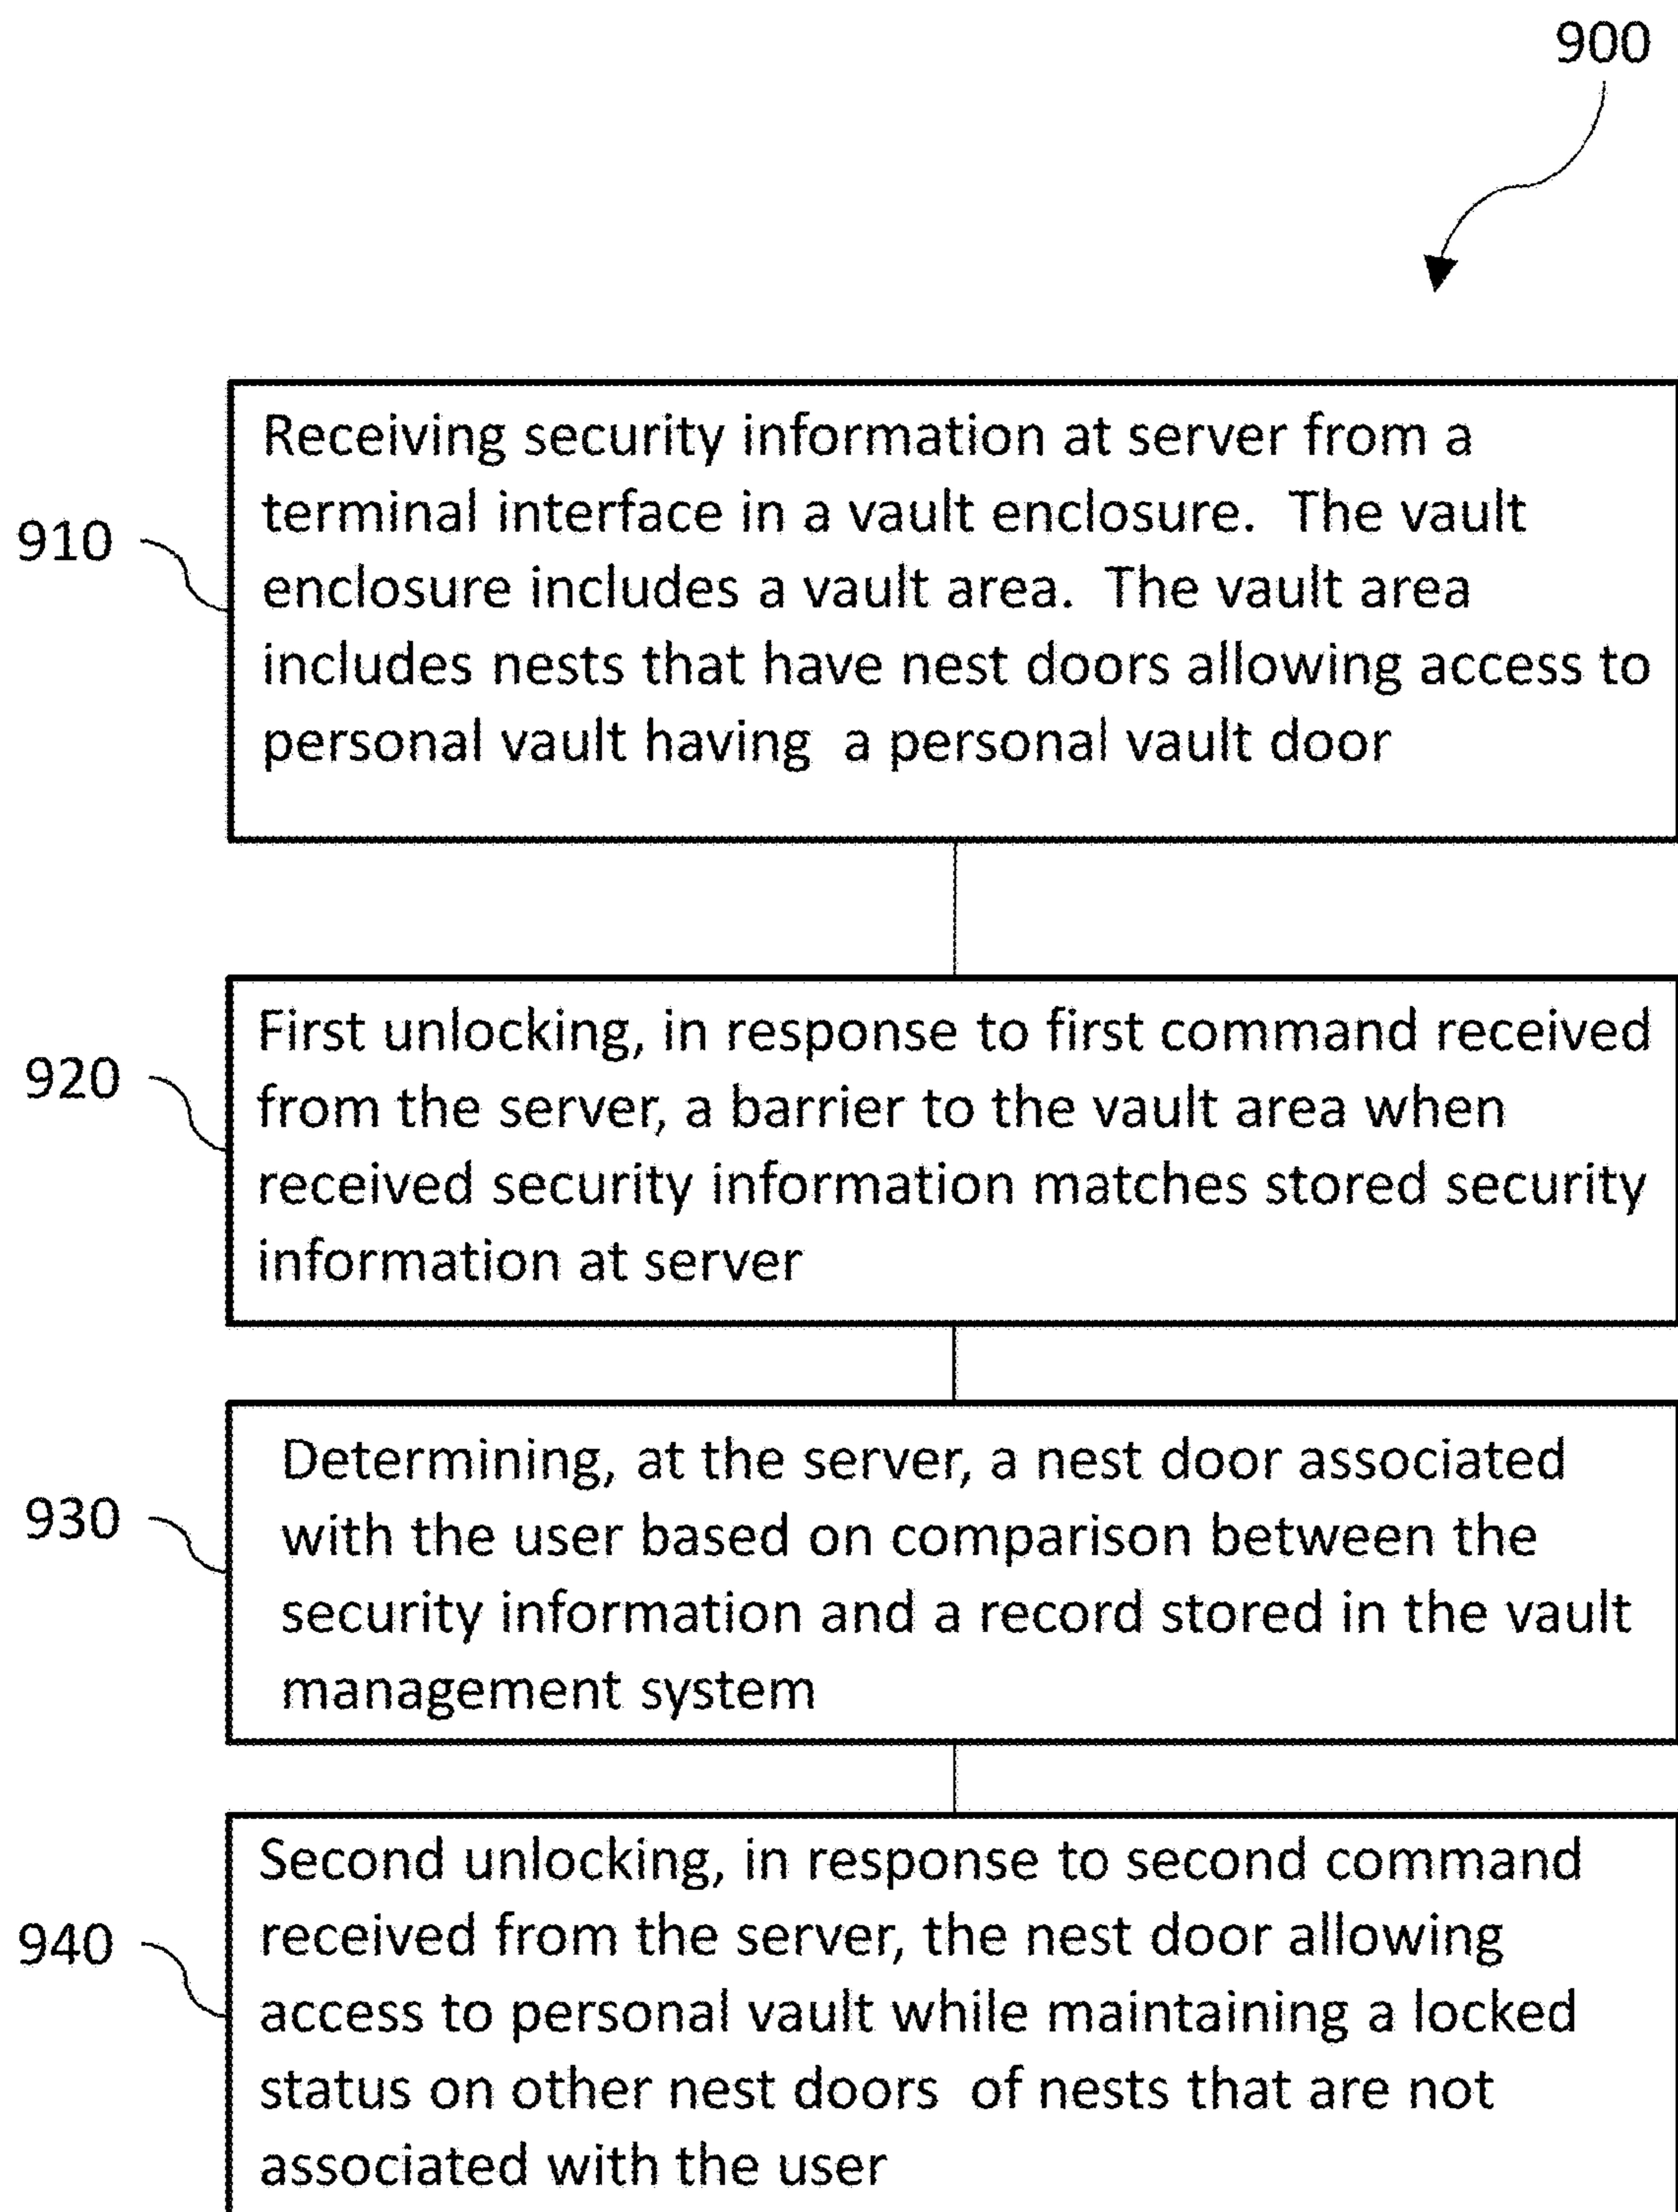 900
910
Receiving security information at server from a
terminal interface in a vault enclosure. The vault
enclosure includes a vault area. The vault area
includes nests that have nest doors allowing access to
personal vault having a personal vault door
920
First unlocking, in response to first command received
from the server, a barrier to the vault area when
received security information matches stored security
information at server
930
Determining, at the server, a nest door associated
with the user based on comparison between the
security information and a record stored in the vault
management system
940
Second unlocking, in response to second command
received from the server, the nest door allowing
access to personal vault while maintaining a locked
status on other nest doors of nests that are not
associated with the user